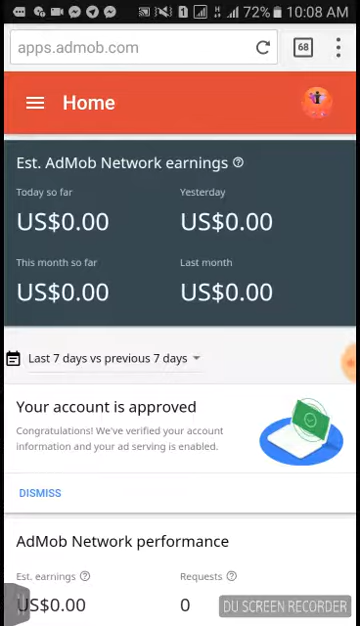 72% 10:08 AM
apps.admob.com
68
Home
Est. AdMob Network earnings
Today so far Yesterday
US$0.00 US$0.00
This month so far Last month
US$0.00 US$0.00
Last 7 days vs previous 7 days
Your account is approved
Congratulations! We've verified your account
information and your ad serving is enabled.
DISMISS
AdMob Network performance
Est. earnings Requests
US$0.00 0
DU SCREEN RECORDER